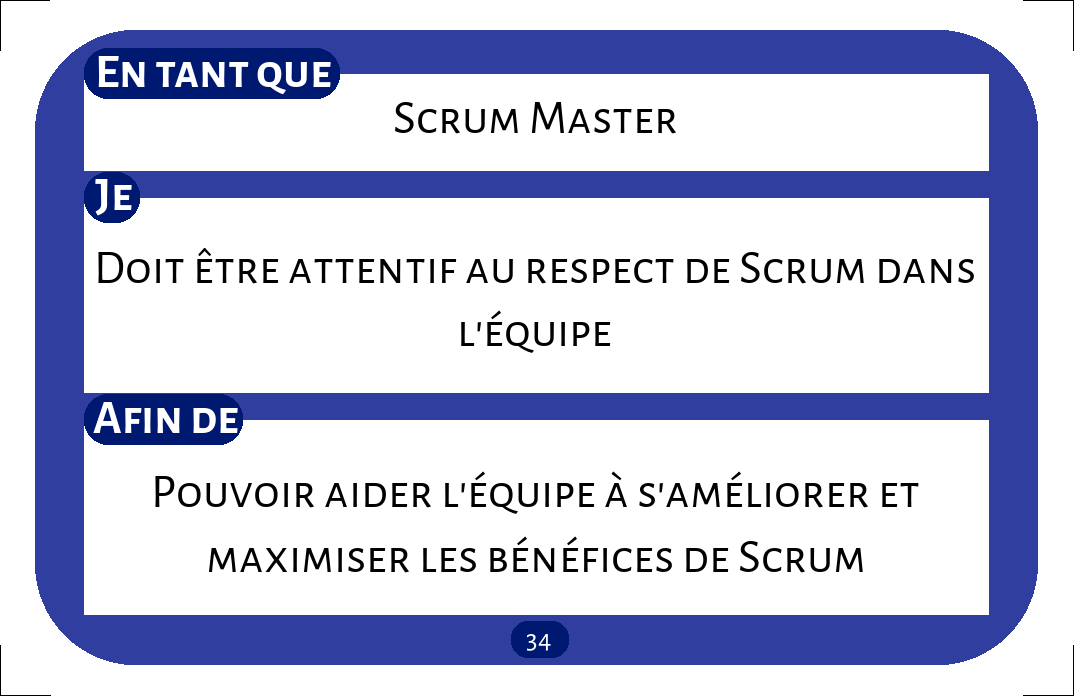 En tant que
Scrum Master
Je
Doit être attentif au respect de Scrum dans
l'équipe
Afin de
Pouvoir aider l'équipe à s'améliorer et
maximiser les bénéfices de Scrum
34